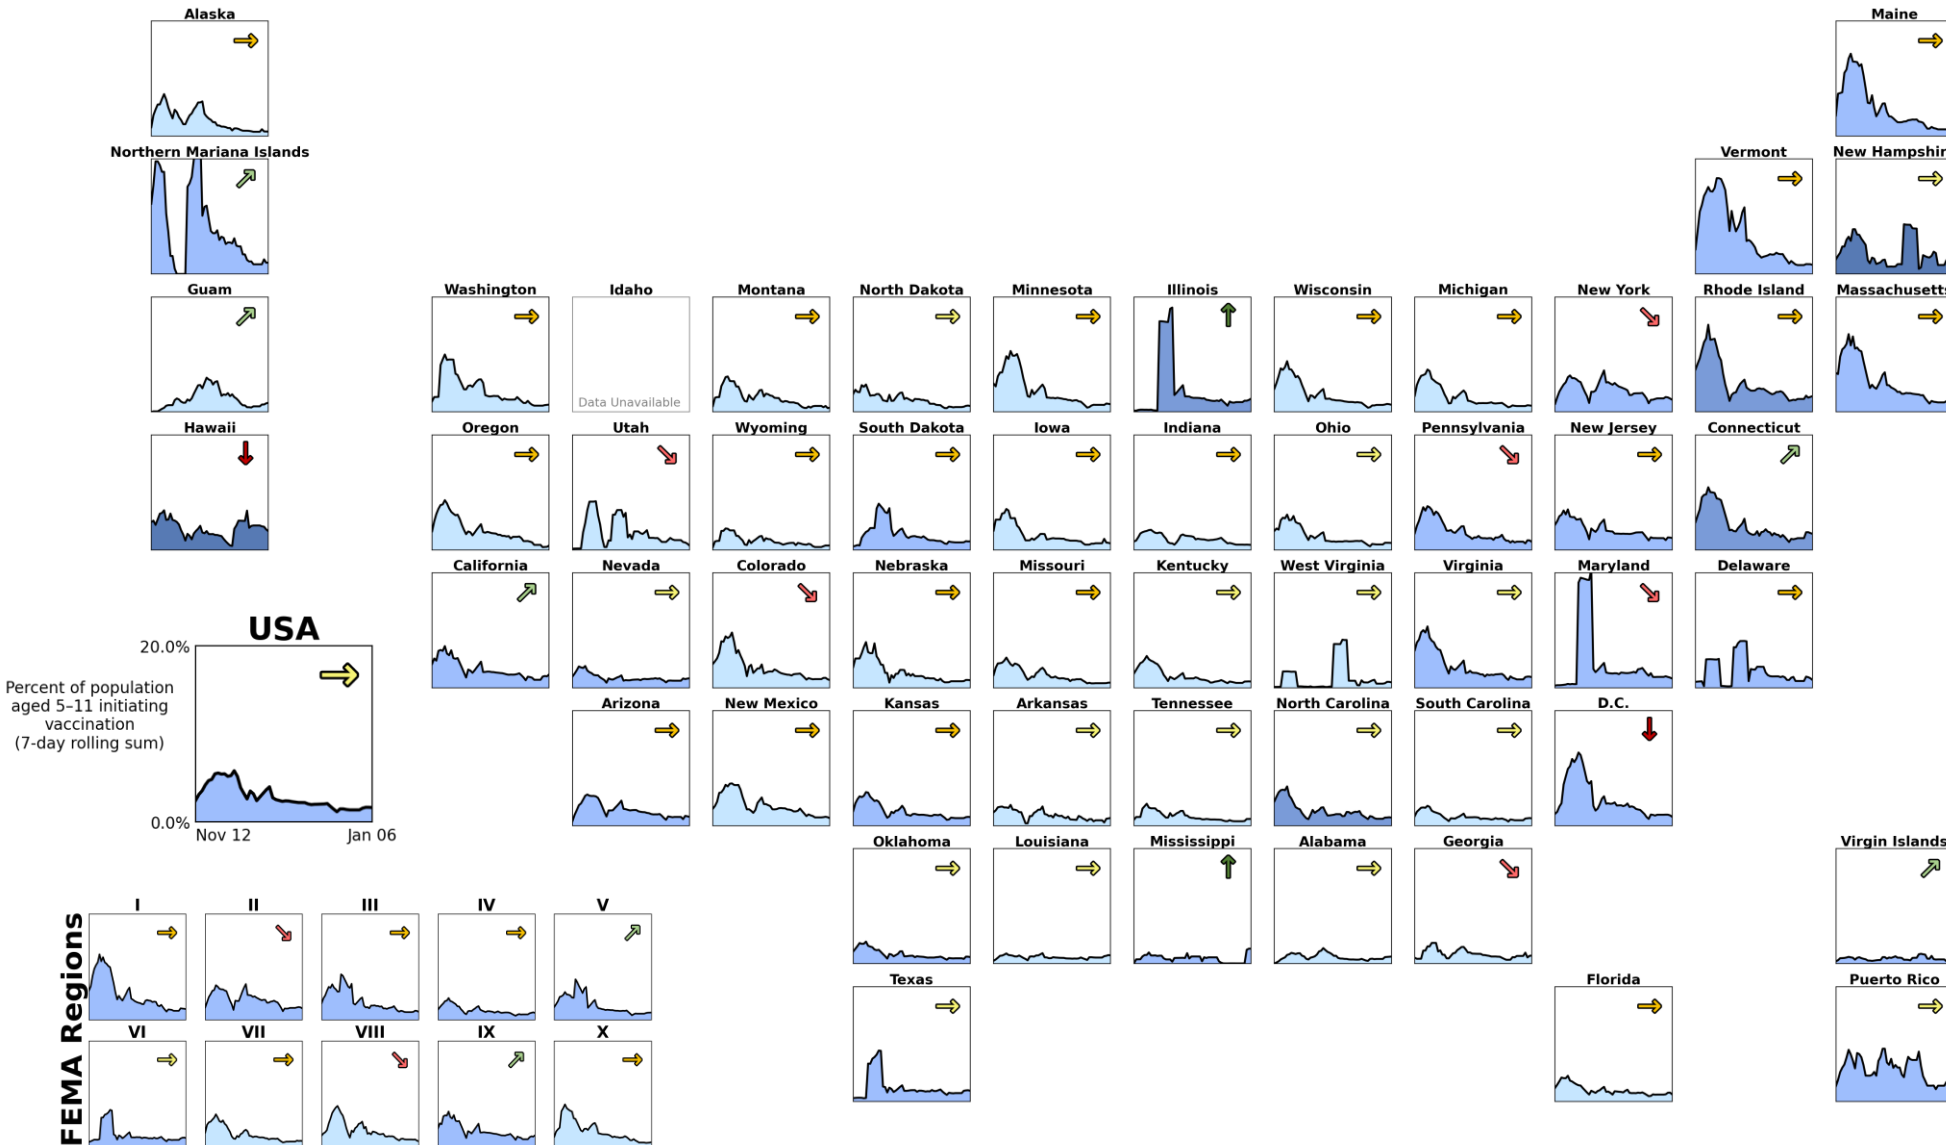 Alaska
Maine
Northern Mariana Islands
Vermont
New Hampshir
Guam
Washington
Idaho
Montana
North Dakota
Minnesota
Illinois
Wisconsin
Michigan
New York
Rhode Island
Massachusetts
Data Unavailable
Hawaii
Oregon
Utah
Wyoming
South Dakota
Iowa
Indiana
Ohio
Pennsylvania
New Jersey
Connecticut
California
Nevada
Colorado
Nebraska
Missouri
Kentucky
West Virginia
Virginia
Maryland
Delaware
USA
20.0%
Percent of population
aged 5–11 initiating
vaccination
(7-day rolling sum)
0.0%
Nov 12
Jan 06
Arizona
New Mexico
Kansas
Arkansas
Tennessee
North Carolina
South Carolina
D.C.
Oklahoma
Louisiana
Mississippi
Alabama
Georgia
Virgin Islands
Texas
Florida
Puerto Rico
FEMA Regions
I
II
III
IV
V
VI
VII
VIII
IX
X